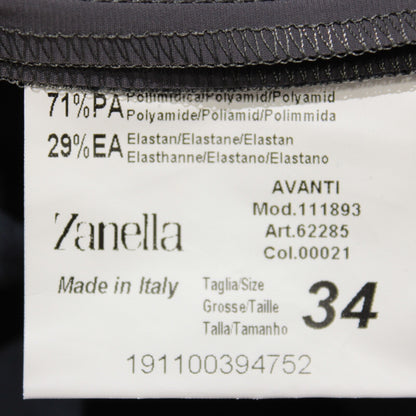 71%PA Pollimidica/Polyamid/Polyamid
Polyamide/Poliamid/Polimmida
29%EA Elastan/Elastane/Elastan
Elasthanne/Elastano/Elastano
AVANTI
Mod.111893
Art.62285
Col.00021
Zanella
Made in Italy
Taglia/Size
Grosse/Taille
Talla/Tamanho
34
191100394752